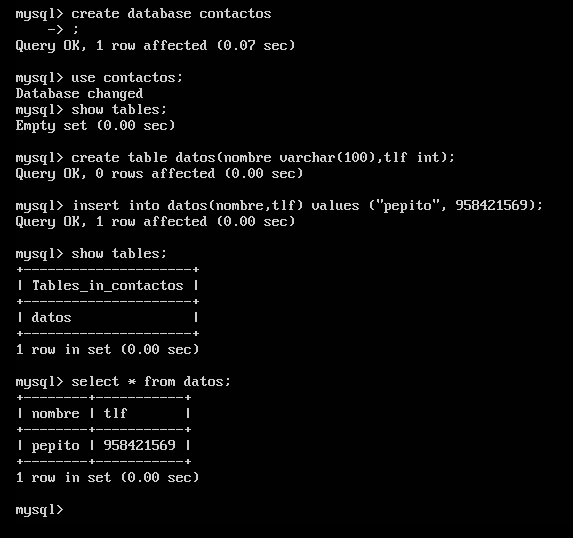 mysql> create database contactos
    -> ;
Query OK, 1 row affected (0.07 sec)

mysql> use contactos;
Database changed
mysql> show tables;
Empty set (0.00 sec)

mysql> create table datos(nombre varchar(100),tlf int);
Query OK, 0 rows affected (0.00 sec)

mysql> insert into datos(nombre,tlf) values ("pepito", 958421569);
Query OK, 1 row affected (0.00 sec)

mysql> show tables;
+---------------------+
| Tables_in_contactos |
+---------------------+
| datos               |
+---------------------+
1 row in set (0.00 sec)

mysql> select * from datos;
+--------+-----------+
| nombre | tlf       |
+--------+-----------+
| pepito | 958421569 |
+--------+-----------+
1 row in set (0.00 sec)

mysql>